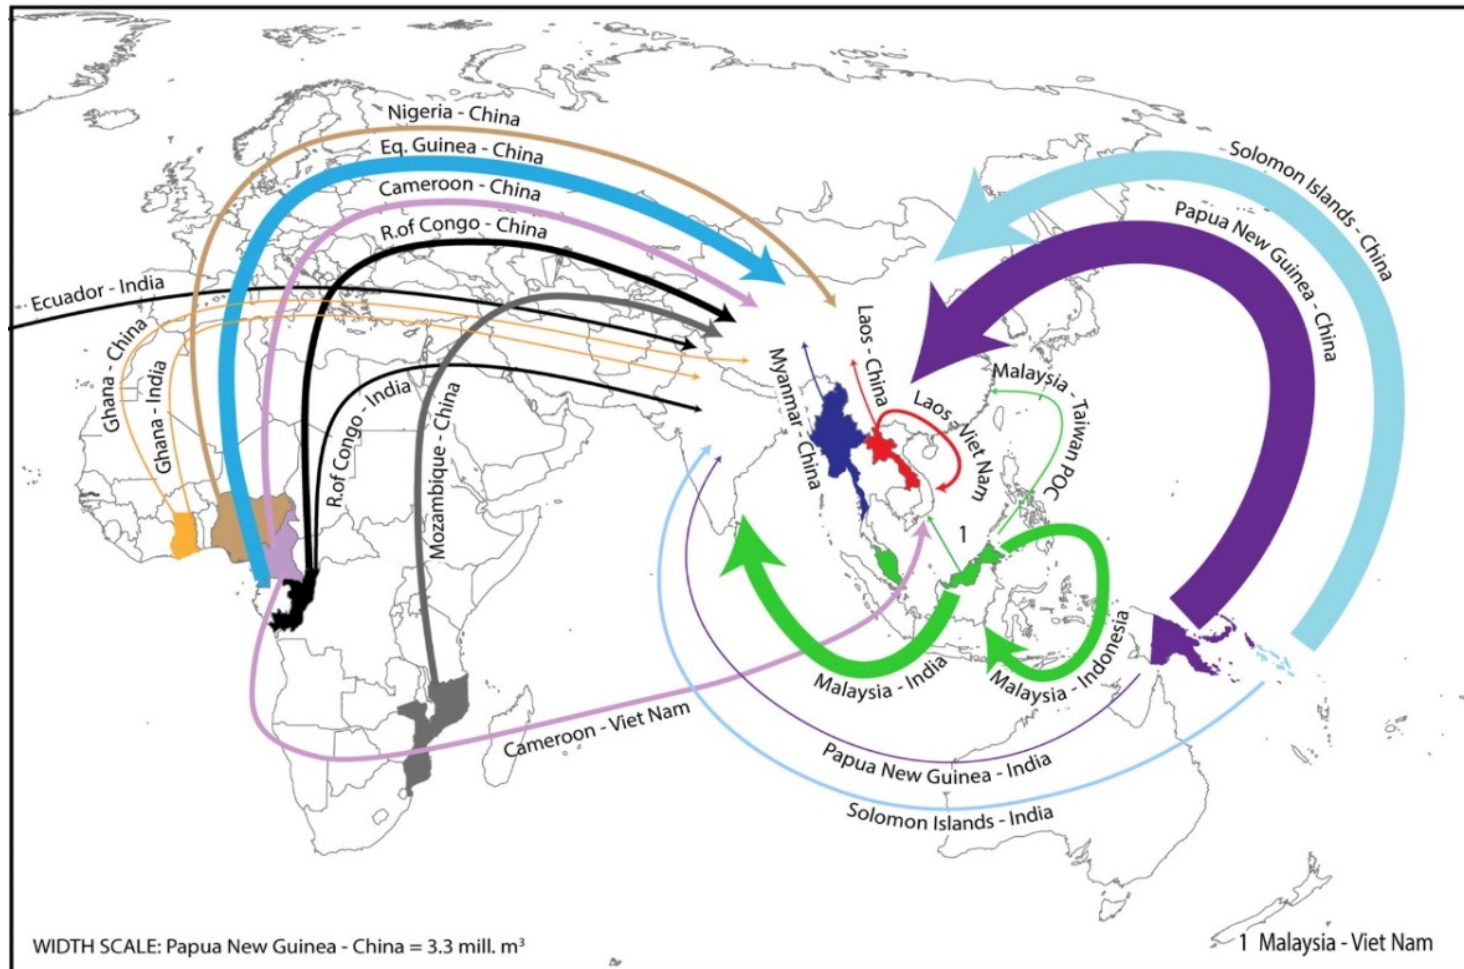 Nigeria - China
Eq. Guinea - China
Cameroon - China
R.of Congo - China
Ecuador - India
Ghana - China
Ghana - India
R.of Congo - India
Mozambique - China
Cameroon - Viet Nam
Myanmar - China
Laos - China
Laos - Viet Nam
Malaysia - Taiwan POC
1
Solomon Islands - China
Papua New Guinea - China
Malaysia - India
Malaysia - Indonesia
Papua New Guinea - India
Solomon Islands - India
WIDTH SCALE: Papua New Guinea - China = 3.3 mill. m³
1 Malaysia - Viet Nam